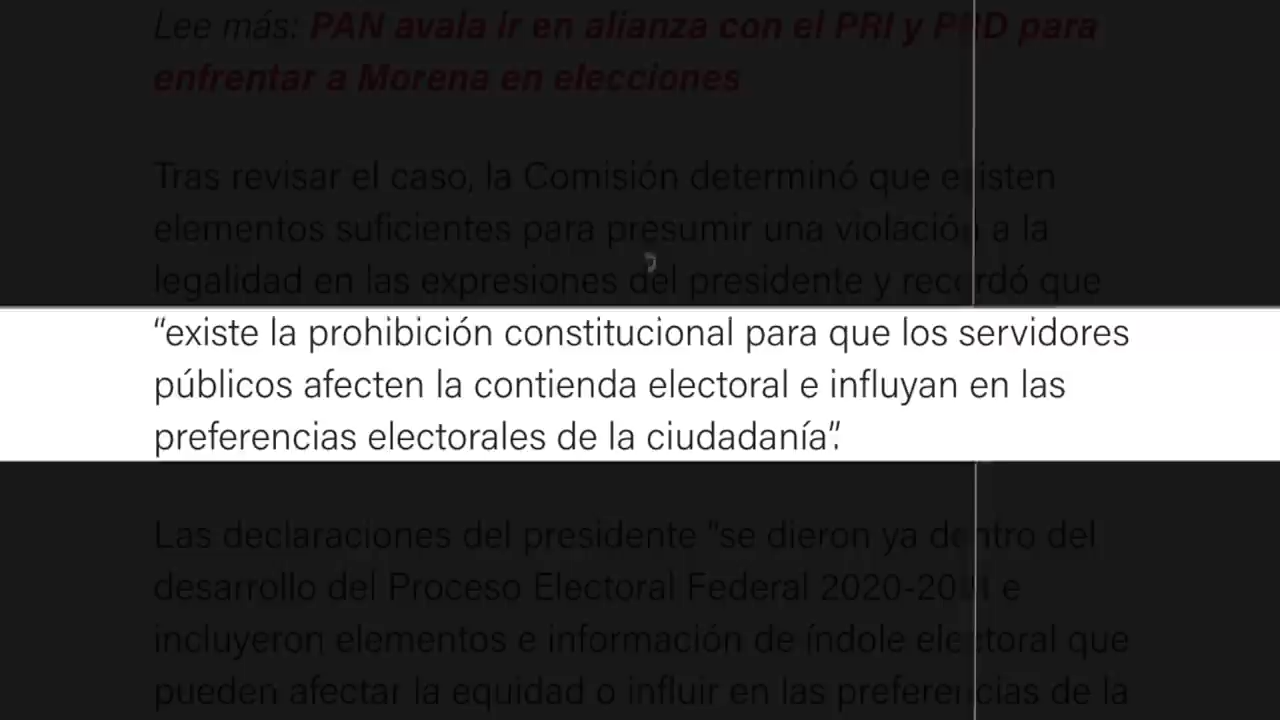 Lee más: PAN avala ir en alianza con el PRI y PRD para
enfrentar a Morena en elecciones
Tras revisar el caso, la Comisión determinó que existen
elementos suficientes para presumir una violación a la
legalidad en las expresiones del presidente y recordó que
“existe la prohibición constitucional para que los servidores
públicos afecten la contienda electoral e influyan en las
preferencias electorales de la ciudadanía”.
Las declaraciones del presidente “se dieron ya dentro del
desarrollo del Proceso Electoral Federal 2020-2021 e
incluyeron elementos e información de índole electoral que
pueden afectar la equidad o influir en las preferencias de la